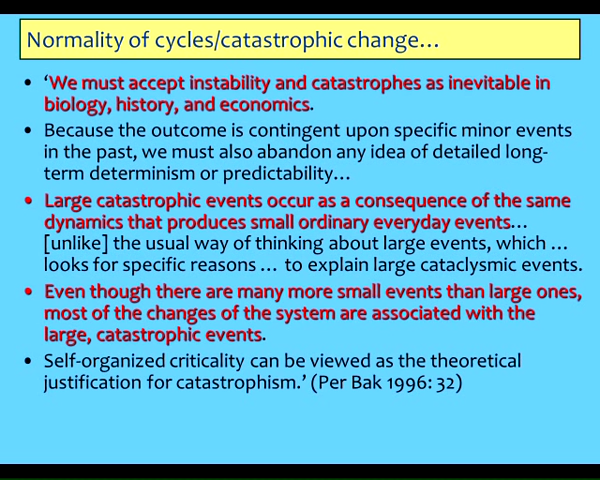 Normality of cycles/catastrophic change…
• ‘We must accept instability and catastrophes as inevitable in
biology, history, and economics.
• Because the outcome is contingent upon specific minor events
in the past, we must also abandon any idea of detailed long-
term determinism or predictability…
• Large catastrophic events occur as a consequence of the same
dynamics that produces small ordinary everyday events…
[unlike] the usual way of thinking about large events, which …
looks for specific reasons … to explain large cataclysmic events.
• Even though there are many more small events than large ones,
most of the changes of the system are associated with the
large, catastrophic events.
• Self-organized criticality can be viewed as the theoretical
justification for catastrophism.’ (Per Bak 1996: 32)